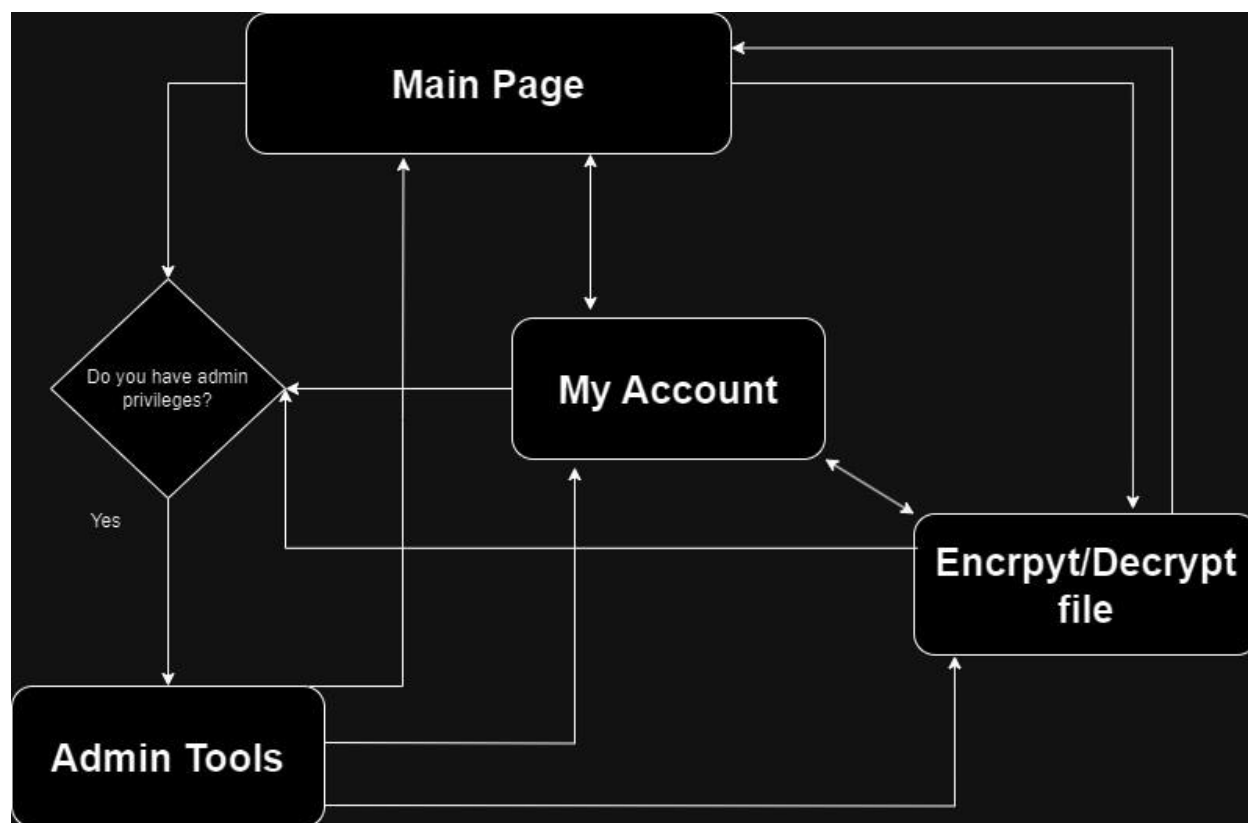 Main Page
Do you have admin
privileges?
My Account
Yes
Encrpyt/Decrypt
file
Admin Tools